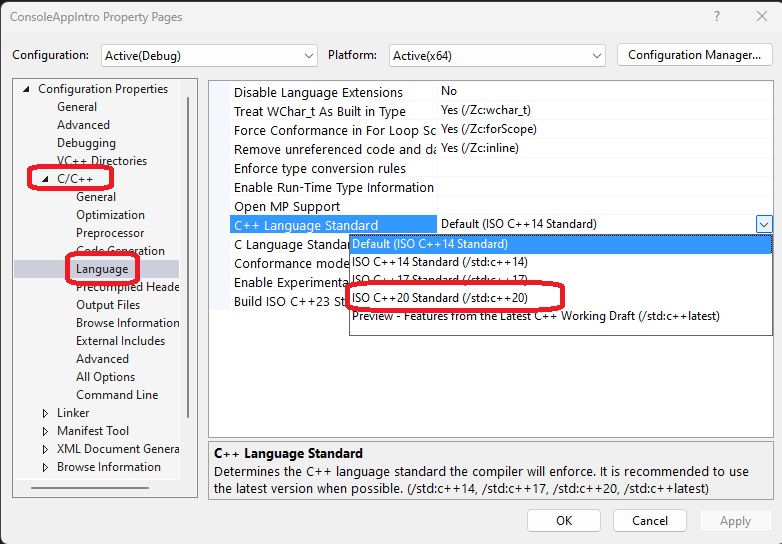 ConsoleAppIntro Property Pages
Configuration: Active(Debug) Platform: Active(x64) Configuration Manager...
Configuration Properties
General
Advanced
Debugging
VC++ Directories
C/C++
General
Optimization
Preprocessor
Code Generation
Language
Precompiled Heade
Output Files
Browse Information
External Includes
Advanced
All Options
Command Line
Linker
Manifest Tool
XML Document Genera
Browse Information
Disable Language Extensions No
Treat WChar_t As Built in Type Yes (/Zc:wchar_t)
Force Conformance in For Loop Sc Yes (/Zc:forScope)
Remove unreferenced code and da Yes (/Zc:inline)
Enforce type conversion rules
Enable Run-Time Type Information
Open MP Support
C++ Language Standard Default (ISO C++14 Standard)
C Language Standa
Conformance mode
Enable Experimenta
Build ISO C++23 St
Default (ISO C++14 Standard)
ISO C++14 Standard (/std:c++14)
ISO C++17 Standard (/std:c++17)
ISO C++20 Standard (/std:c++20)
Preview - Features from the Latest C++ Working Draft (/std:c++latest)
C++ Language Standard
Determines the C++ language standard the compiler will enforce. It is recommended to use
the latest version when possible. (/std:c++14, /std:c++17, /std:c++20, /std:c++latest)
OK Cancel Apply